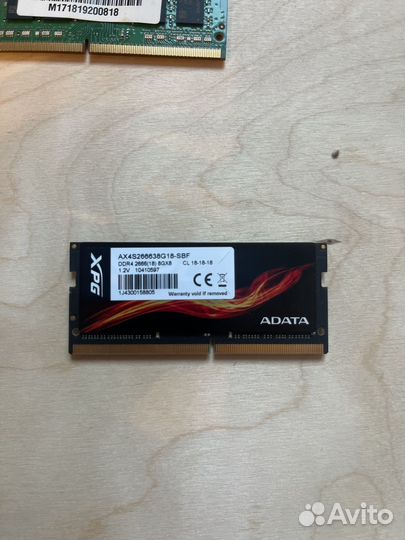 M171819200818
XPG
AX4S266638G18-SBF
DDR4 2666(18) 8GX8 CL 18-18-18
1.2V 10410597
1J4300158805 Warranty void if removed
ADATA
Avito